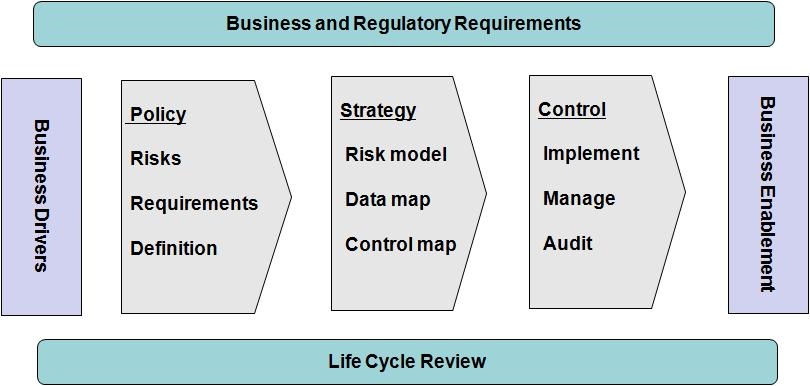 Business and Regulatory Requirements
Business Drivers
Policy
Risks
Requirements
Definition
Strategy
Risk model
Data map
Control map
Control
Implement
Manage
Audit
Business Enablement
Life Cycle Review